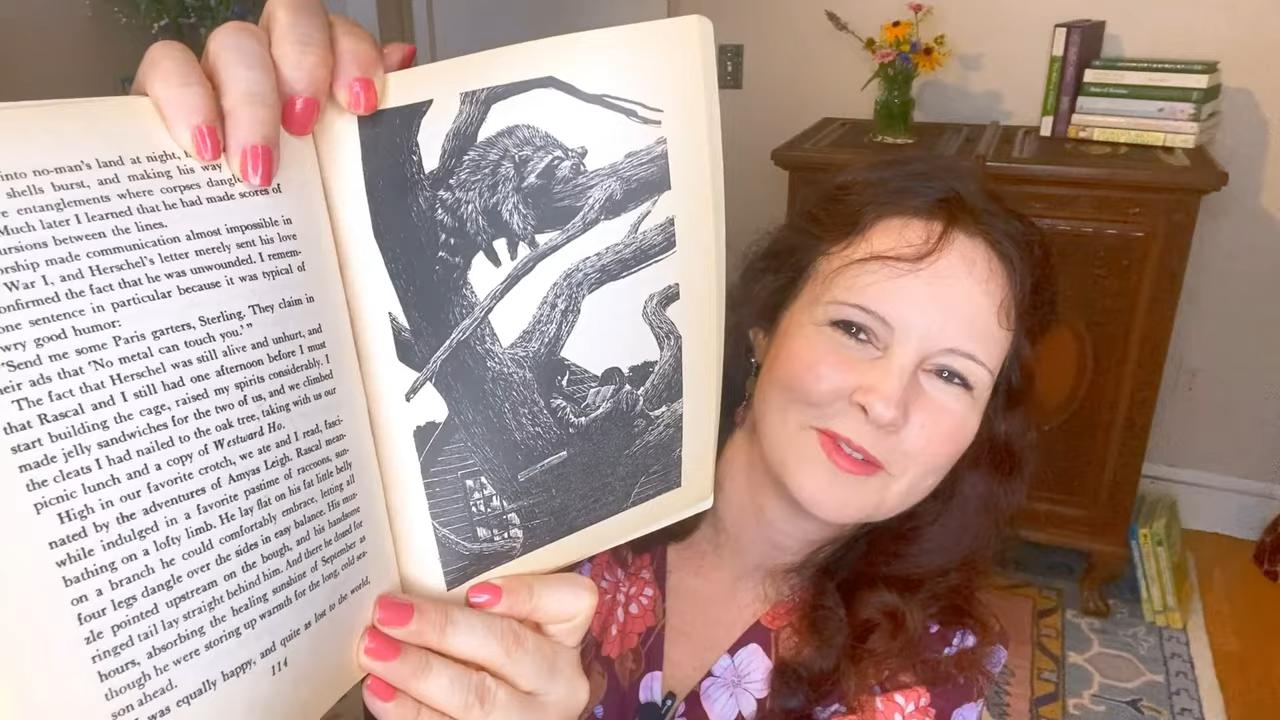 into no-man's land at night,
shells burst, and making his way
entanglements where corpses dangle
Much later I learned that he had made scores of
ursions between the lines.
orship made communication almost impossible in
War I, and Herschel's letter merely sent his love
onfirmed the fact that he was unwounded. I remem-
one sentence in particular because it was typical of
wry good humor:
"Send me some Paris garters, Sterling. They claim in
eir ads that 'No metal can touch you.'"
The fact that Herschel was still alive and unhurt, and
that Rascal and I still had one afternoon before I must
start building the cage, raised my spirits considerably. I
made jelly sandwiches for the two of us, and we climbed
the cleats I had nailed to the oak tree, taking with us our
picnic lunch and a copy of Westward Ho.
High in our favorite crotch, we ate and I read, fasci-
nated by the adventures of Amyas Leigh. Rascal mean-
while indulged in a favorite pastime of raccoons, sun-
bathing on a lofty limb. He lay flat on his fat little belly
on a branch he could comfortably embrace, letting all
four legs dangle over the sides in easy balance. His muz-
zle pointed upstream on the bough, and his handsome
ringed tail lay straight behind him. And there he dozed for
hours, absorbing the healing sunshine of September as
though he were storing up warmth for the long, cold sea-
son ahead.
I was equally happy, and quite as lost to the world,
114